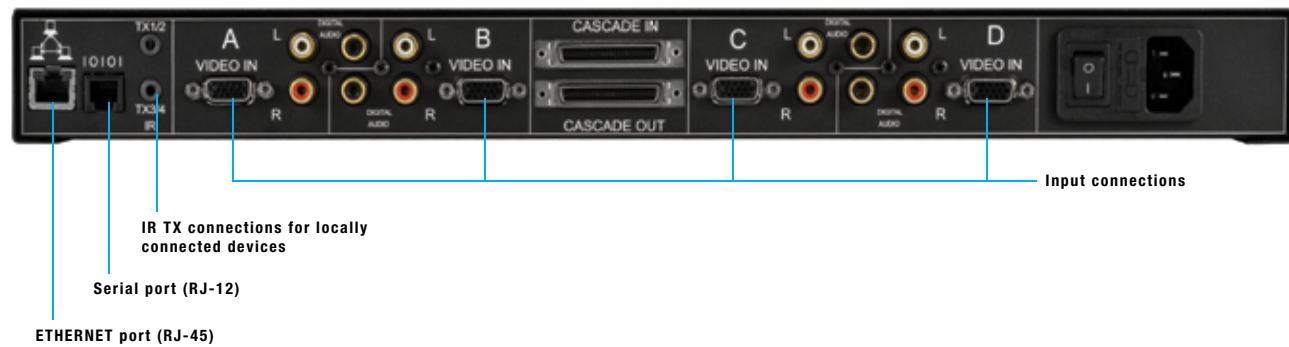 TX1/2
IOIOI
TX3/4
IR
A
VIDEO IN
L
R
DIGITAL
AUDIO
DIGITAL
AUDIO
L
R
B
VIDEO IN
CASCADE IN
CASCADE OUT
C
VIDEO IN
L
R
DIGITAL
AUDIO
DIGITAL
AUDIO
L
R
D
VIDEO IN
O
I
Input connections
IR TX connections for locally
connected devices
Serial port (RJ-12)
ETHERNET port (RJ-45)